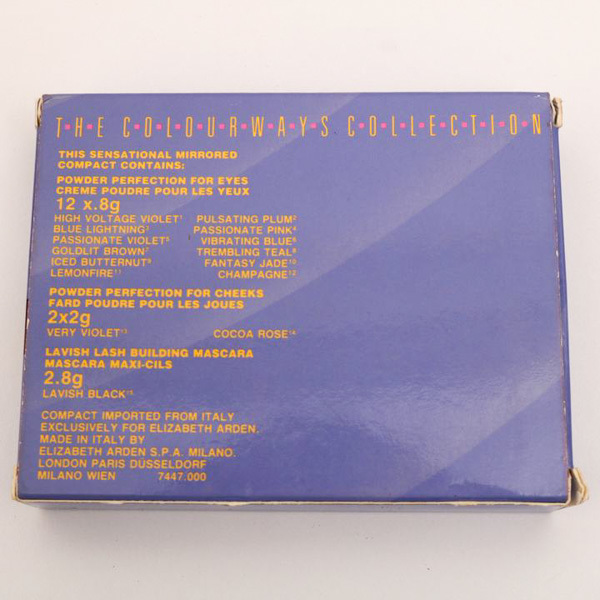 THE COLOURWAYS COLLECTION
THIS SENSATIONAL MIRRORED
COMPACT CONTAINS:
POWDER PERFECTION FOR EYES
CREME POUDRE POUR LES YEUX
12 x.8g
HIGH VOLTAGE VIOLET¹ PULSATING PLUM²
BLUE LIGHTNING³ PASSIONATE PINK⁴
PASSIONATE VIOLET⁵ VIBRATING BLUE⁶
GOLDLIT BROWN⁷ TREMBLING TEAL⁸
ICED BUTTERNUT⁹ FANTASY JADE¹⁰
LEMONFIRE¹¹ CHAMPAGNE¹²
POWDER PERFECTION FOR CHEEKS
FARD POUDRE POUR LES JOUES
2x2g
VERY VIOLET¹³ COCOA ROSE¹⁴
LAVISH LASH BUILDING MASCARA
MASCARA MAXI-CILS
2.8g
LAVISH BLACK¹⁵
COMPACT IMPORTED FROM ITALY
EXCLUSIVELY FOR ELIZABETH ARDEN.
MADE IN ITALY BY
ELIZABETH ARDEN S.P.A. MILANO.
LONDON PARIS DUSSELDORF
MILANO WIEN 7447.000